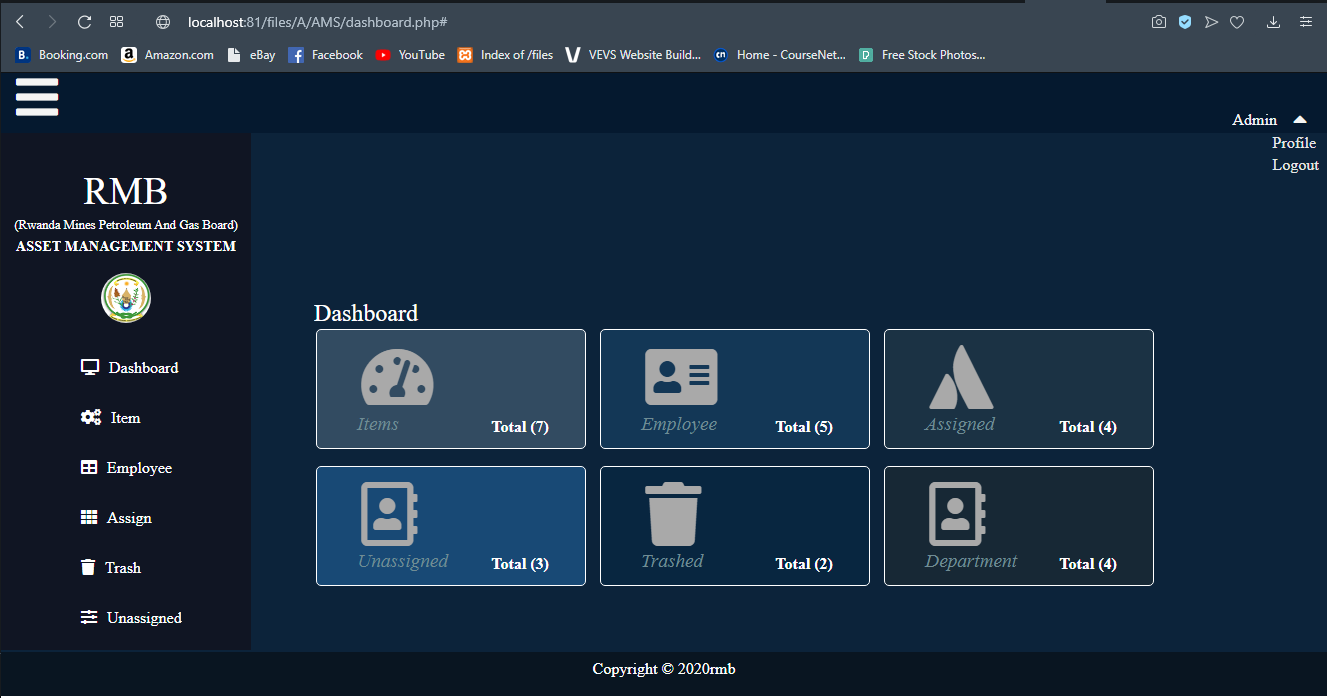 localhost:81/files/A/AMS/dashboard.php#
B. Booking.com a Amazon.com eBay f Facebook YouTube Index of /files V VEVS Website Build... cn Home - CourseNet... D Free Stock Photos...
Admin
Profile
Logout
RMB
(Rwanda Mines Petroleum And Gas Board)
ASSET MANAGEMENT SYSTEM
Dashboard
Item
Employee
Assign
Trash
Unassigned
Dashboard
Items Total (7)
Employee Total (5)
Assigned Total (4)
Unassigned Total (3)
Trashed Total (2)
Department Total (4)
Copyright © 2020rmb